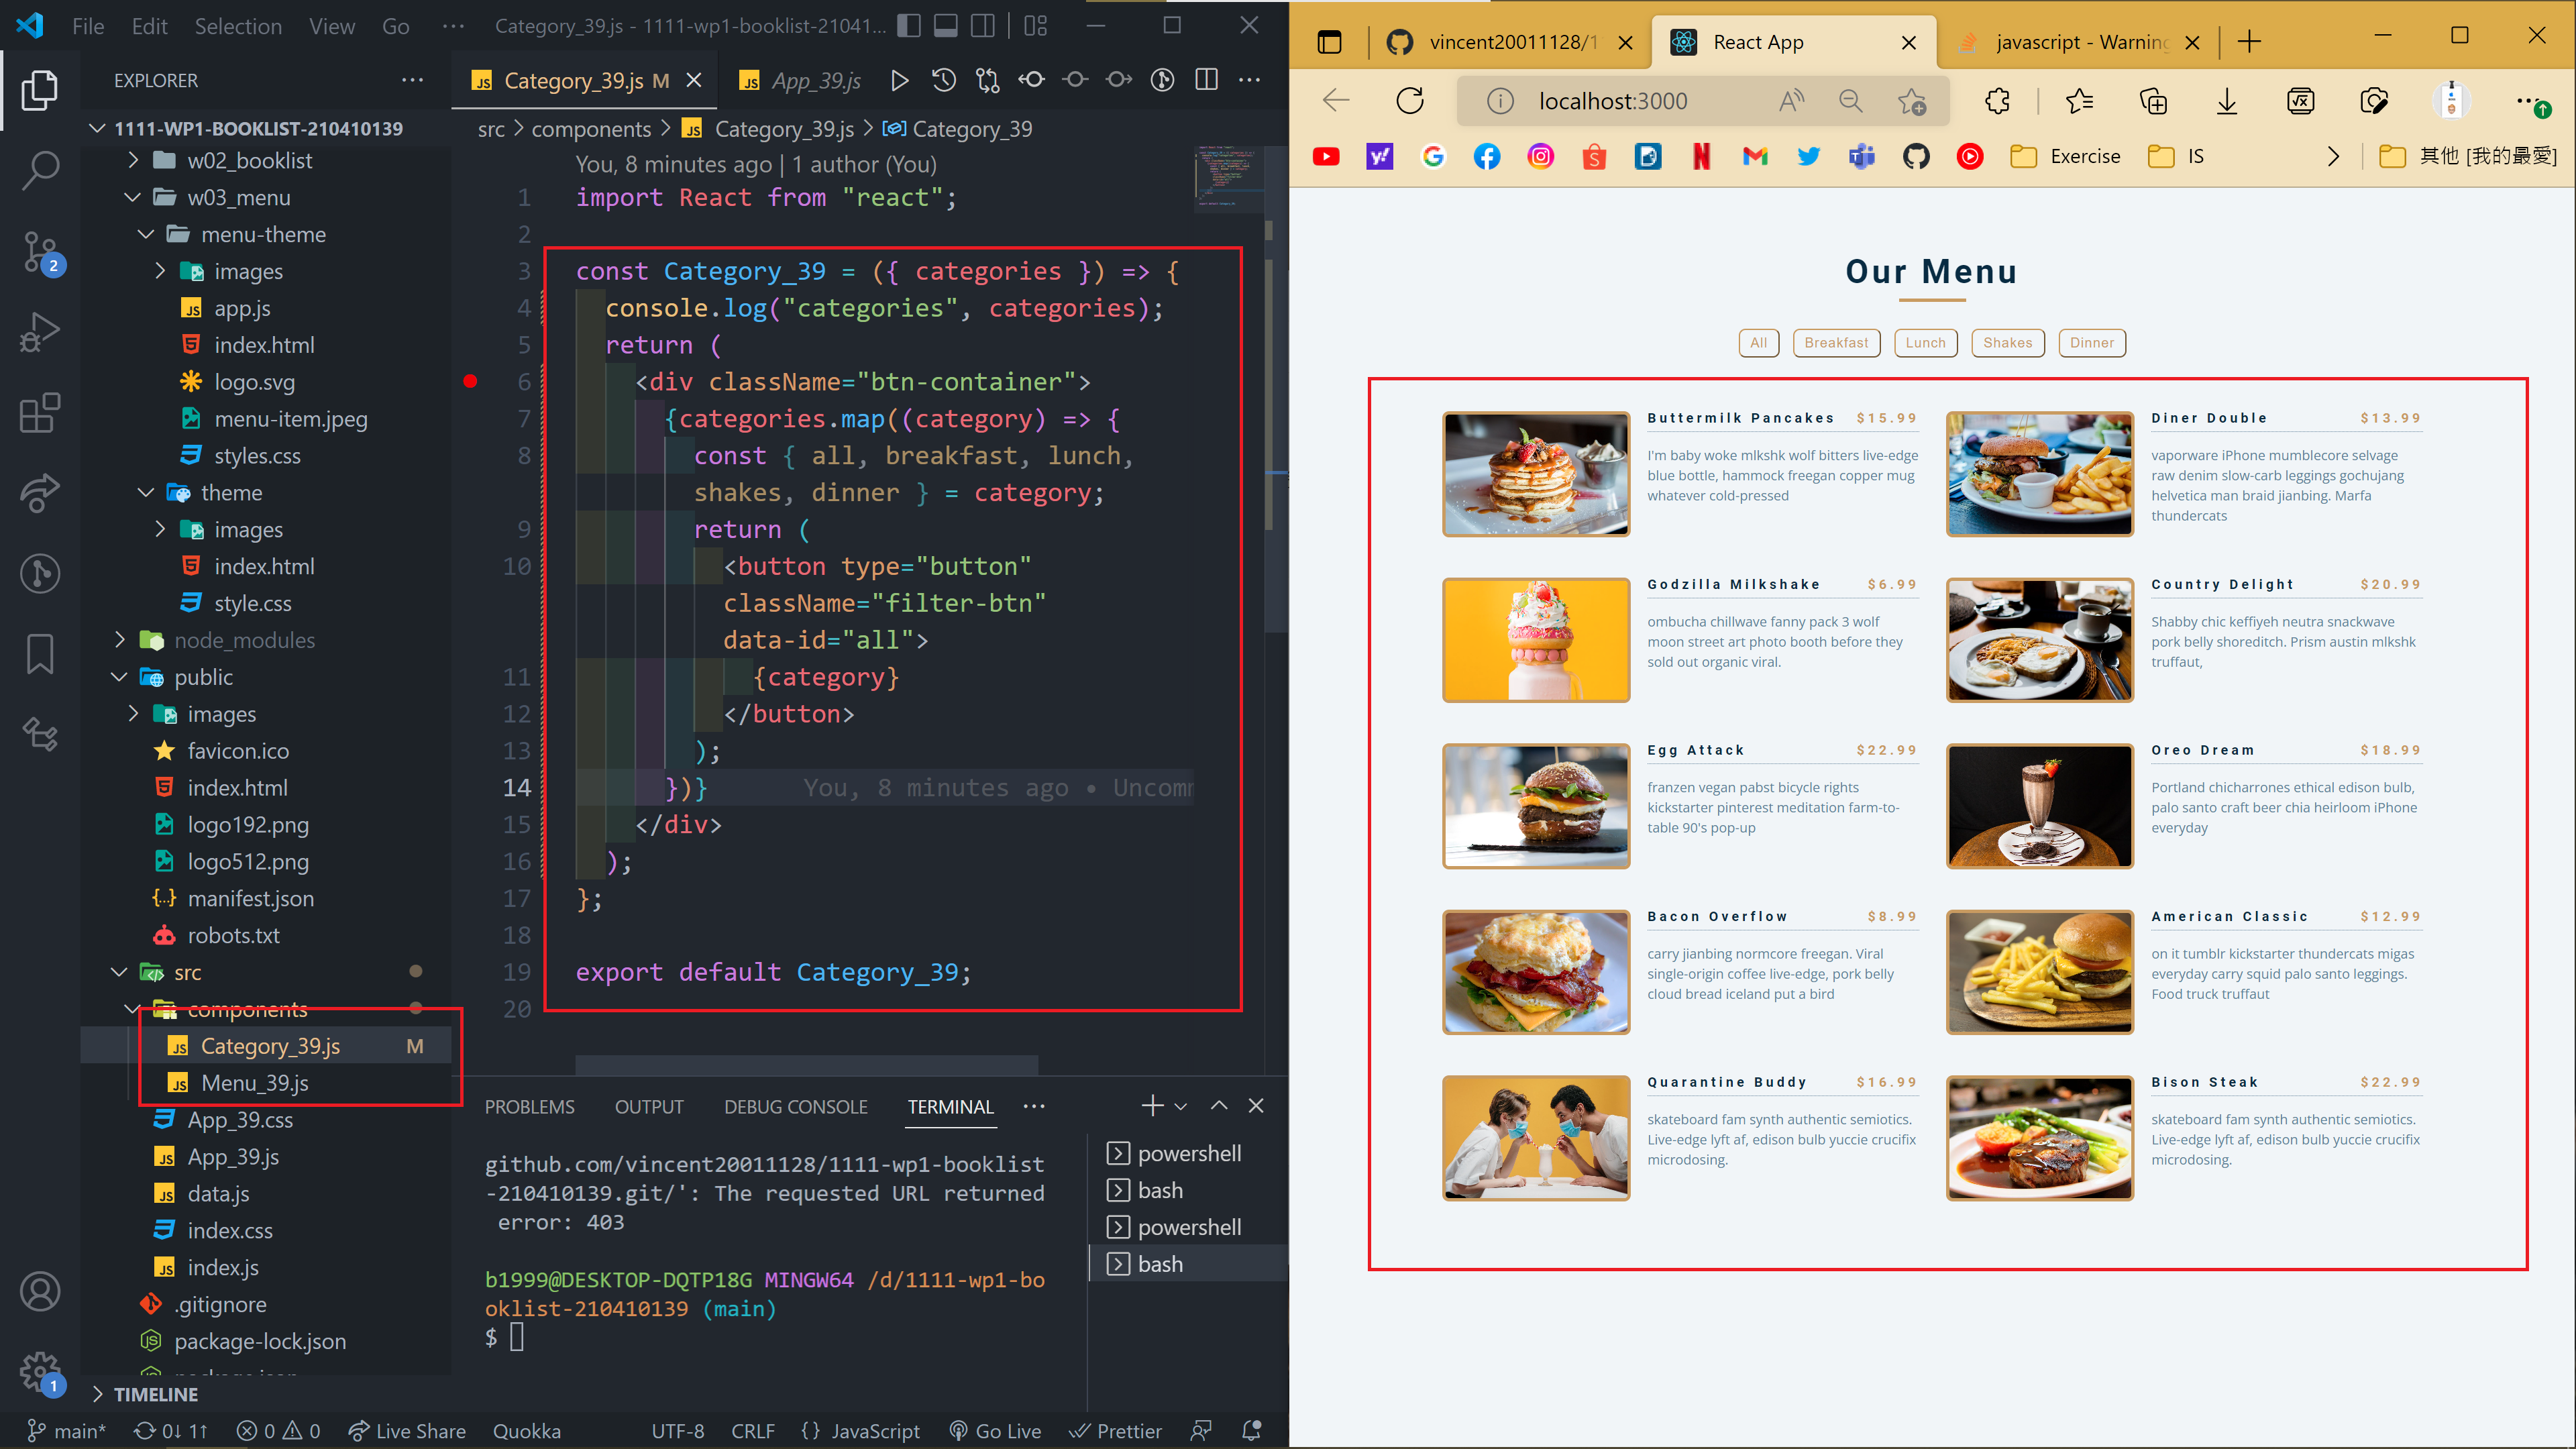 File Edit Selection View Go ··· Category_39.js - 1111-wp1-booklist-21041...
EXPLORER ···
1111-WP1-BOOKLIST-210410139
w02_booklist
w03_menu
menu-theme
images
app.js
index.html
logo.svg
menu-item.jpeg
styles.css
theme
images
index.html
style.css
node_modules
public
images
favicon.ico
index.html
logo192.png
logo512.png
manifest.json
robots.txt
src
components
Category_39.js M
Menu_39.js
App_39.css
App_39.js
data.js
index.css
index.js
.gitignore
package-lock.json
TIMELINE
2
1
Category_39.js M App_39.js
src > components > Category_39.js > Category_39
You, 8 minutes ago | 1 author (You)
1 import React from "react";
2
3 const Category_39 = ({ categories }) => {
4 console.log("categories", categories);
5 return (
6 <div className="btn-container">
7 {categories.map((category) => {
8 const { all, breakfast, lunch,
shakes, dinner } = category;
9 return (
10 <button type="button"
className="filter-btn"
data-id="all">
11 {category}
12 </button>
13 );
14 })} You, 8 minutes ago • Uncomm
15 </div>
16 );
17 };
18
19 export default Category_39;
20
PROBLEMS OUTPUT DEBUG CONSOLE TERMINAL ···
github.com/vincent20011128/1111-wp1-booklist
-210410139.git/': The requested URL returned
error: 403
b1999@DESKTOP-DQTP18G MINGW64 /d/1111-wp1-bo
oklist-210410139 (main)
$
powershell
bash
powershell
bash
main* 0↓ 1↑ 0 0 Live Share Quokka UTF-8 CRLF {} JavaScript Go Live Prettier
vincent20011128/1 React App javascript - Warning
localhost:3000
Exercise IS 其他 [我的最愛]
Our Menu
All Breakfast Lunch Shakes Dinner
Buttermilk Pancakes $15.99
I'm baby woke mlkshk wolf bitters live-edge
blue bottle, hammock freegan copper mug
whatever cold-pressed
Diner Double $13.99
vaporware iPhone mumblecore selvage
raw denim slow-carb leggings gochujang
helvetica man braid jianbing. Marfa
thundercats
Godzilla Milkshake $6.99
ombucha chillwave fanny pack 3 wolf
moon street art photo booth before they
sold out organic viral.
Country Delight $20.99
Shabby chic keffiyeh neutra snackwave
pork belly shoreditch. Prism austin mlkshk
truffaut,
Egg Attack $22.99
franzen vegan pabst bicycle rights
kickstarter pinterest meditation farm-to-
table 90's pop-up
Oreo Dream $18.99
Portland chicharrones ethical edison bulb,
palo santo craft beer chia heirloom iPhone
everyday
Bacon Overflow $8.99
carry jianbing normcore freegan. Viral
single-origin coffee live-edge, pork belly
cloud bread iceland put a bird
American Classic $12.99
on it tumblr kickstarter thundercats migas
everyday carry squid palo santo leggings.
Food truck truffaut
Quarantine Buddy $16.99
skateboard fam synth authentic semiotics.
Live-edge lyft af, edison bulb yuccie crucifix
microdosing.
Bison Steak $22.99
skateboard fam synth authentic semiotics.
Live-edge lyft af, edison bulb yuccie crucifix
microdosing.